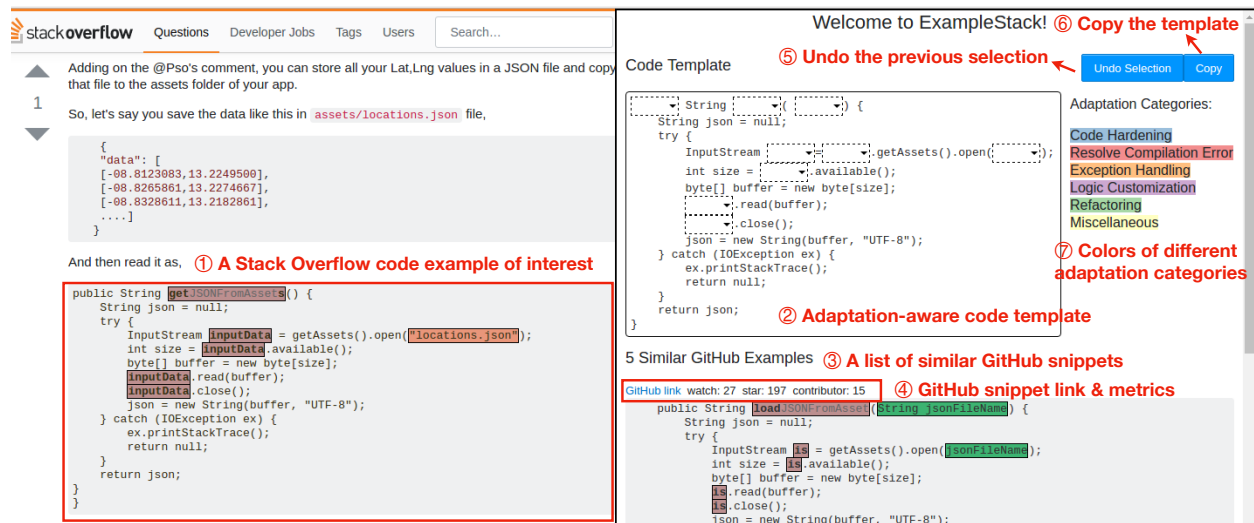 stackoverflow Questions Developer Jobs Tags Users Search...
1
Adding on the @Pso's comment, you can store all your Lat,Lng values in a JSON file and copy
that file to the assets folder of your app.
So, let's say you save the data like this in assets/locations.json file,
{
"data": [
[-08.8123083,13.2249500],
[-08.8265861,13.2274667],
[-08.8328611,13.2182861],
....]
}
And then read it as, ① A Stack Overflow code example of interest
public String getJSONFromAssets() {
String json = null;
try {
InputStream inputData = getAssets().open("locations.json");
int size = inputData.available();
byte[] buffer = new byte[size];
inputData.read(buffer);
inputData.close();
json = new String(buffer, "UTF-8");
} catch (IOException ex) {
ex.printStackTrace();
return null;
}
return json;
}
}
Welcome to ExampleStack! ⑥ Copy the template
Code Template ⑤ Undo the previous selection Undo Selection Copy
String ( ) {
String json = null;
try {
InputStream = .getAssets().open( );
int size = .available();
byte[] buffer = new byte[size];
.read(buffer);
.close();
json = new String(buffer, "UTF-8");
} catch (IOException ex) {
ex.printStackTrace();
return null;
}
return json;
}
② Adaptation-aware code template
Adaptation Categories:
Code Hardening
Resolve Compilation Error
Exception Handling
Logic Customization
Refactoring
Miscellaneous
⑦ Colors of different
adaptation categories
5 Similar GitHub Examples ③ A list of similar GitHub snippets
GitHub link watch: 27 star: 197 contributor: 15 ④ GitHub snippet link & metrics
public String loadJSONFromAsset(String jsonFileName) {
String json = null;
try {
InputStream is = getAssets().open(jsonFileName);
int size = is.available();
byte[] buffer = new byte[size];
is.read(buffer);
is.close();
json = new String(buffer, "UTF-8");